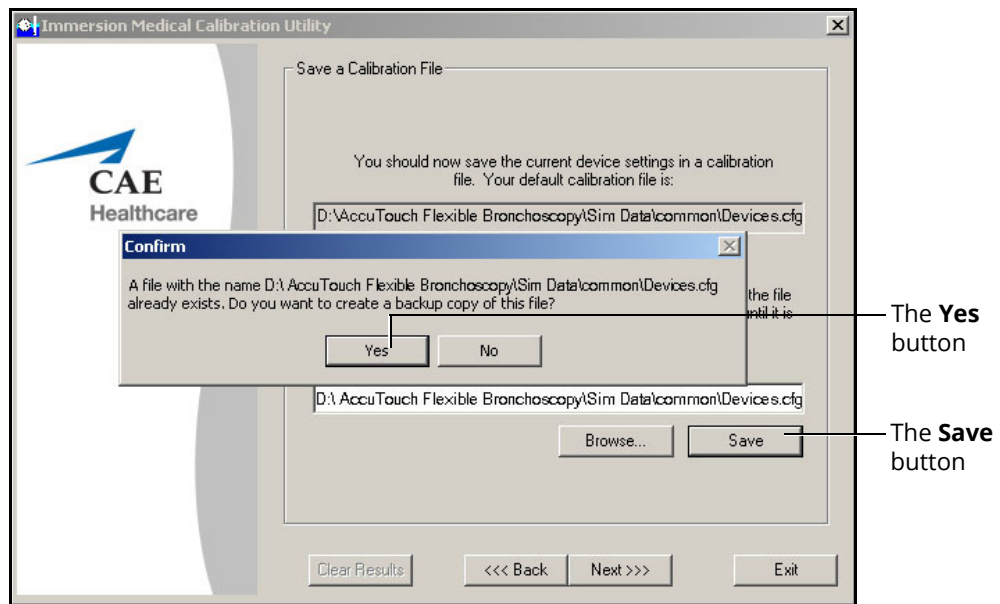 Immersion Medical Calibration Utility
Save a Calibration File
You should now save the current device settings in a calibration
file. Your default calibration file is:
CAE
Healthcare
D:\AccuTouch Flexible Bronchoscopy\Sim Data\common\Devices.cfg
Confirm
A file with the name D:\ AccuTouch Flexible Bronchoscopy\Sim Data\common\Devices.cfg
already exists. Do you want to create a backup copy of this file?
the file
until it is
Yes
No
The Yes
button
D:\ AccuTouch Flexible Bronchoscopy\Sim Data\common\Devices.cfg
Browse...
Save
The Save
button
Clear Results
<<< Back
Next >>>
Exit